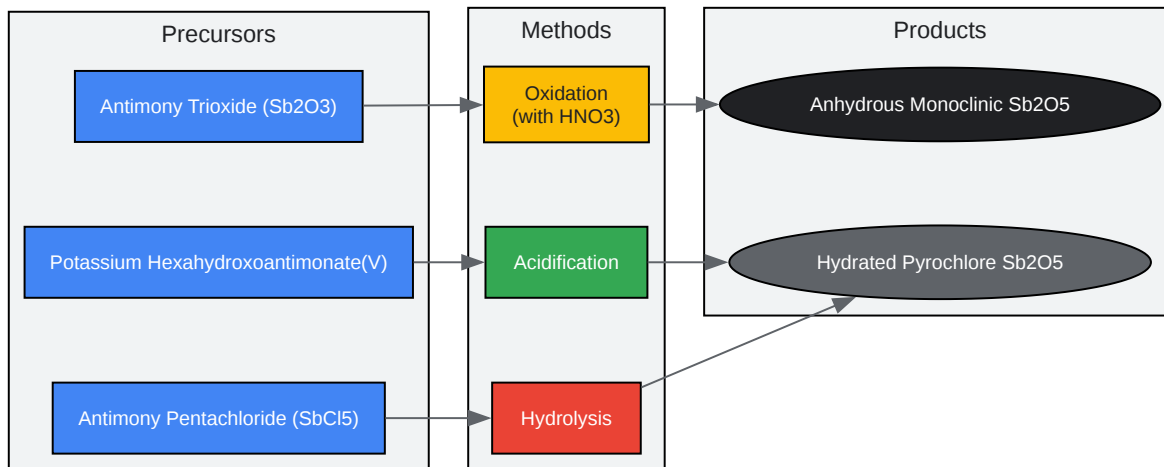 Precursors
Methods
Products
Antimony Trioxide (Sb2O3)
Oxidation
(with HNO3)
Anhydrous Monoclinic Sb2O5
Potassium Hexahydroxoantimonate(V)
Acidification
Hydrated Pyrochlore Sb2O5
Antimony Pentachloride (SbCl5)
Hydrolysis